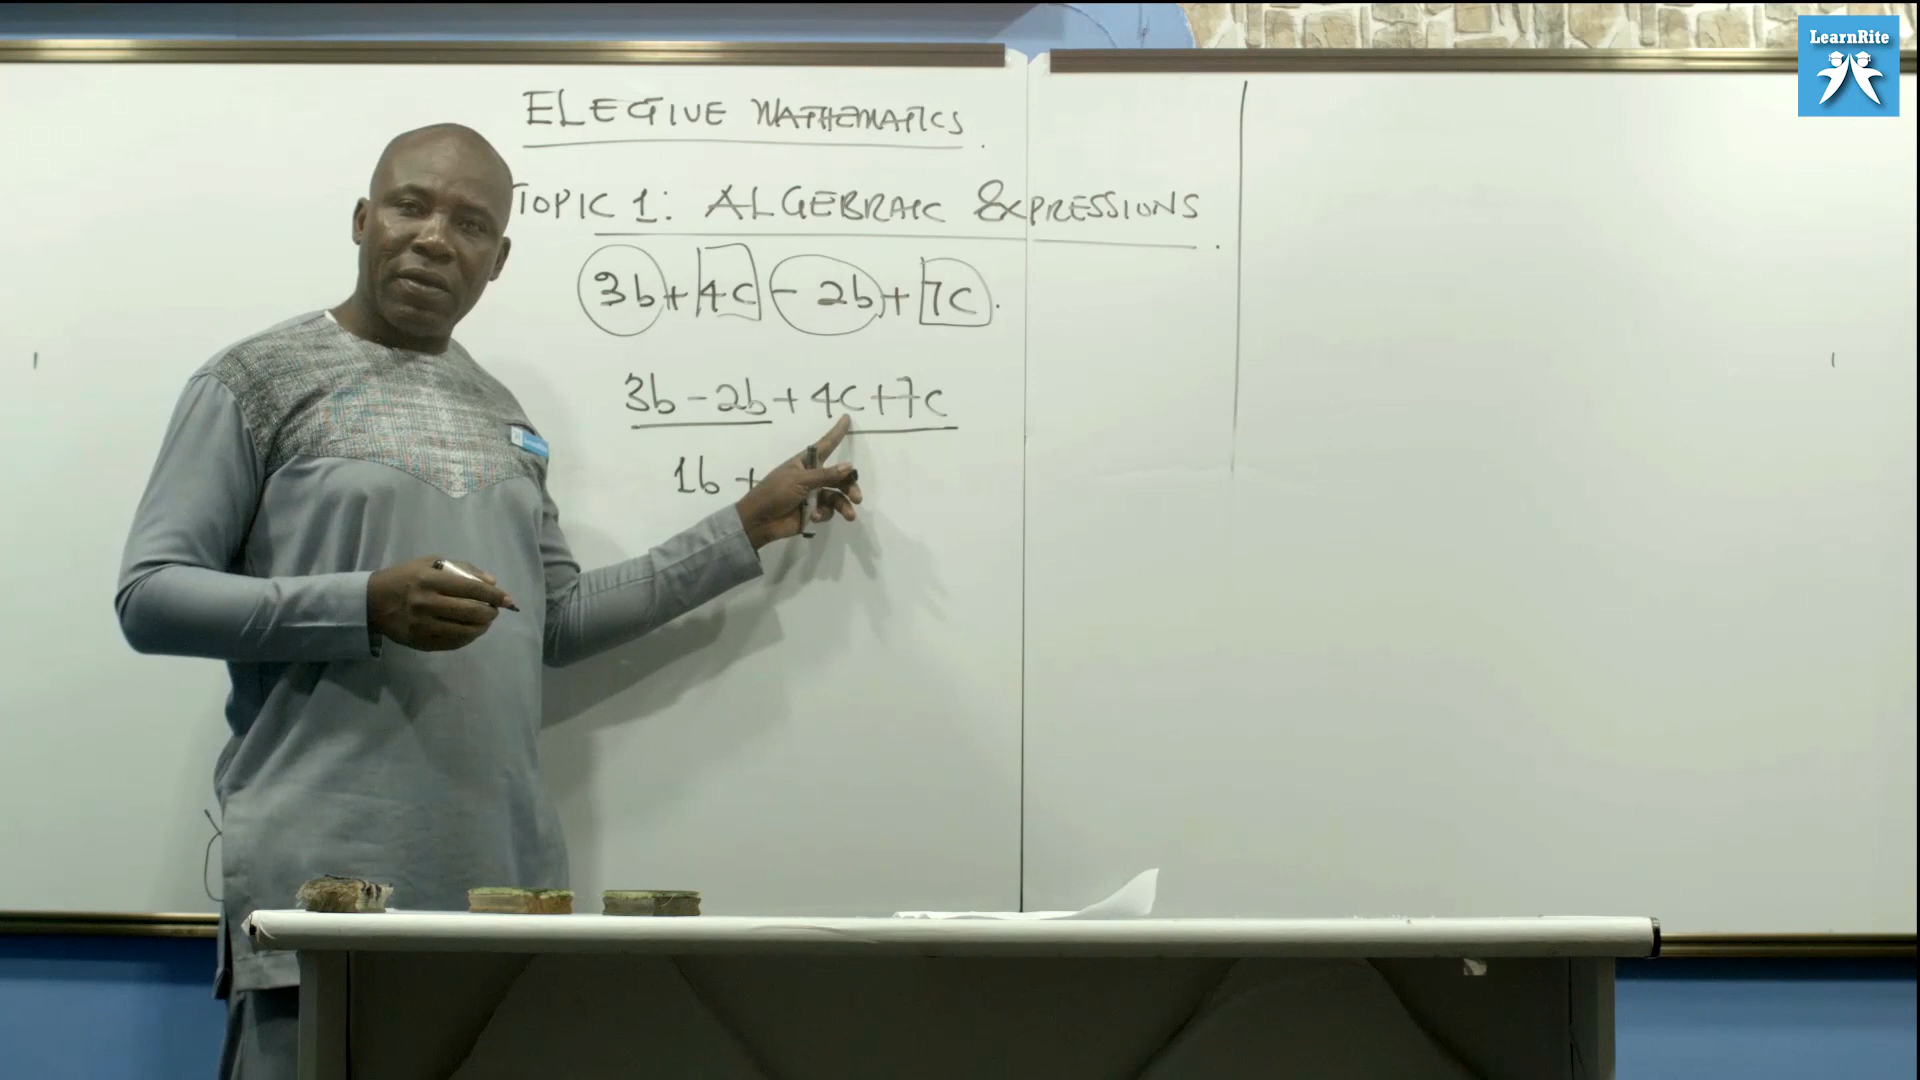 LearnRite
ELECTIVE MATHEMATICS.
TOPIC 1: ALGEBRAIC EXPRESSIONS.
3b+4c-2b+7c.
3b-2b+4c+7c
1b+